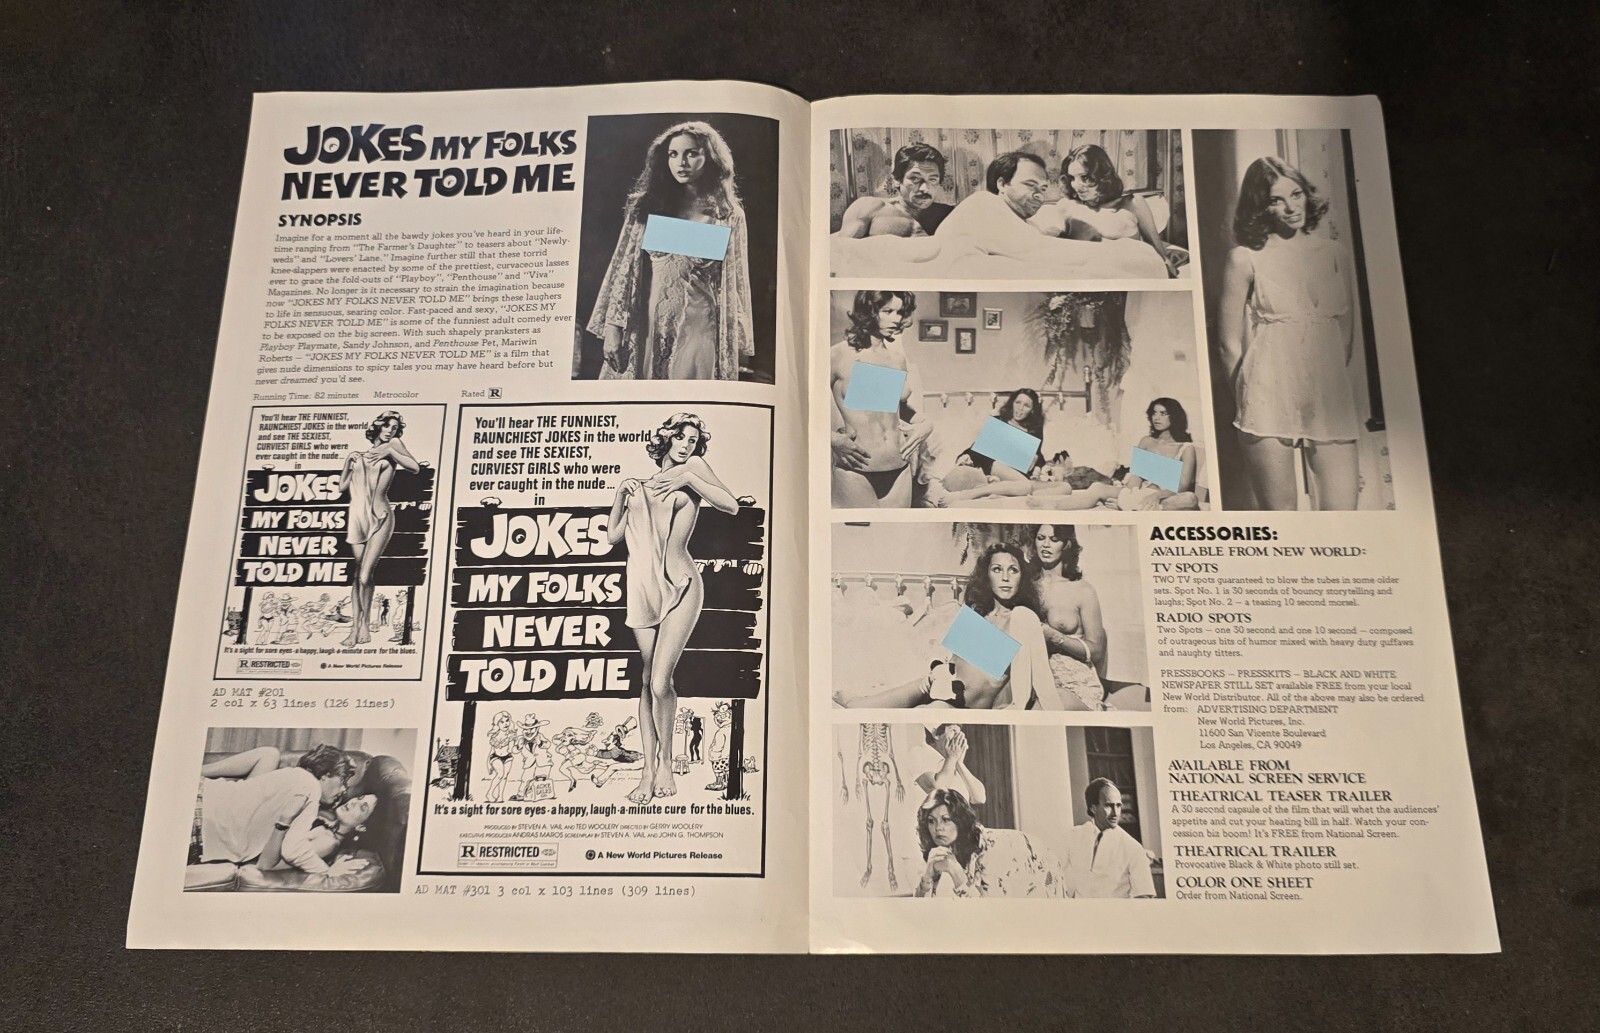 JOKES MY FOLKS
NEVER TOLD ME
SYNOPSIS
Imagine for a moment all the bawdy jokes you've heard in your life-
time ranging from "The Farmer's Daughter" to teasers about "Newly-
weds" and "Lovers' Lane." Imagine further still that these torrid
knee-slappers were enacted by some of the prettiest, curvaceous lasses
ever to grace the fold-outs of "Playboy", "Penthouse" and "Viva"
Magazines. No longer is it necessary to strain the imagination because
now "JOKES MY FOLKS NEVER TOLD ME" brings these laughers
to life in sensuous, searing color. Fast-paced and sexy, "JOKES MY
FOLKS NEVER TOLD ME" is some of the funniest adult comedy ever
to be exposed on the big screen. With such shapely pranksters as
Playboy Playmate, Sandy Johnson, and Penthouse Pet, Mariwin
Roberts — "JOKES MY FOLKS NEVER TOLD ME" is a film that
gives nude dimensions to spicy tales you may have heard before but
never dreamed you'd see.
Running Time: 82 minutes Metrocolor Rated R
You'll hear THE FUNNIEST,
RAUNCHIEST JOKES in the world
and see THE SEXIEST,
CURVIEST GIRLS who were
ever caught in the nude...
in
JOKES
MY FOLKS
NEVER
TOLD ME
It's a sight for sore eyes-a happy, laugh-a-minute cure for the blues.
R RESTRICTED
A New World Pictures Release
AD MAT #201
2 col x 63 lines (126 lines)
You'll hear THE FUNNIEST,
RAUNCHIEST JOKES in the world
and see THE SEXIEST,
CURVIEST GIRLS who were
ever caught in the nude...
in
JOKES
MY FOLKS
NEVER
TOLD ME
ACME
It's a sight for sore eyes-a happy, laugh-a-minute cure for the blues.
PRODUCED BY STEVEN A. VAIL AND TED WOOLERY DIRECTED BY GERRY WOOLERY
EXECUTIVE PRODUCER ANDRAS MAROS SCREENPLAY BY STEVEN A. VAIL AND JOHN G. THOMPSON
R RESTRICTED
A New World Pictures Release
AD MAT #301 3 col x 103 lines (309 lines)
ACCESSORIES:
AVAILABLE FROM NEW WORLD:
TV SPOTS
TWO TV spots guaranteed to blow the tubes in some older
sets. Spot No. 1 is 30 seconds of bouncy storytelling and
laughs; Spot No. 2 — a teasing 10 second morsel.
RADIO SPOTS
Two Spots — one 30 second and one 10 second — composed
of outrageous bits of humor mixed with heavy duty guffaws
and naughty titters.
PRESSBOOKS — PRESSKITS — BLACK AND WHITE
NEWSPAPER STILL SET available FREE from your local
New World Distributor. All of the above may also be ordered
from: ADVERTISING DEPARTMENT
New World Pictures, Inc.
11600 San Vicente Boulevard
Los Angeles, CA 90049
AVAILABLE FROM
NATIONAL SCREEN SERVICE
THEATRICAL TEASER TRAILER
A 30 second capsule of the film that will whet the audiences'
appetite and cut your heating bill in half. Watch your con-
cession biz boom! It's FREE from National Screen.
THEATRICAL TRAILER
Provocative Black & White photo still set.
COLOR ONE SHEET
Order from National Screen.